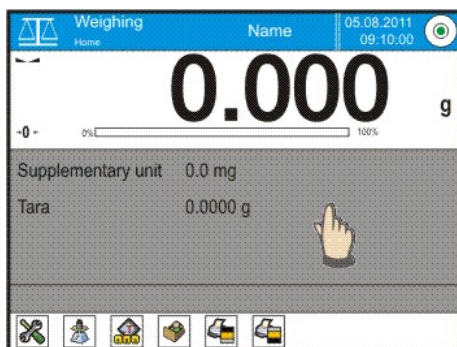 Weighing
Home
Name
05.08.2011
09.10:00
0.000 g
→0←
0% 100%
Supplementary unit 0.0 mg
Tara 0.0000 g